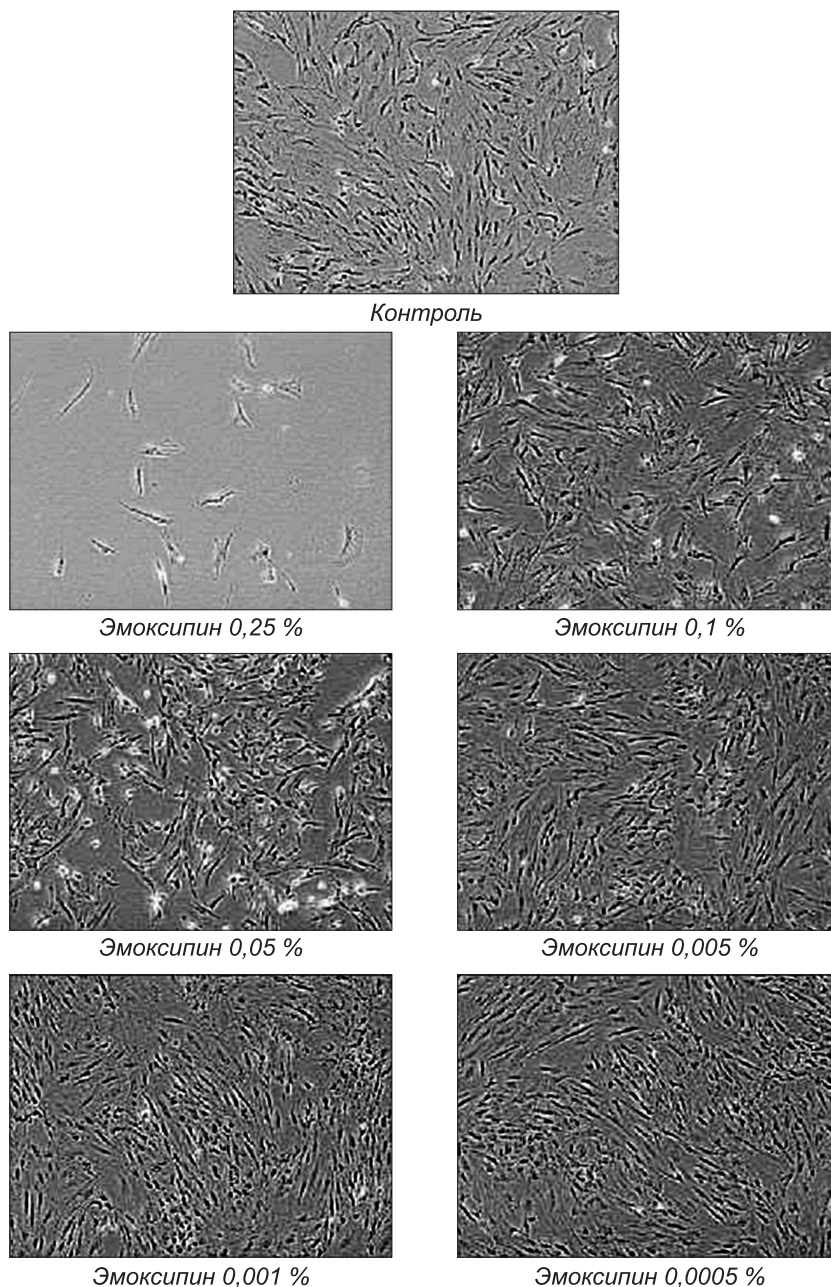 Контроль
Эмоксипин 0,25 %
Эмоксипин 0,1 %
Эмоксипин 0,05 %
Эмоксипин 0,005 %
Эмоксипин 0,001 %
Эмоксипин 0,0005 %